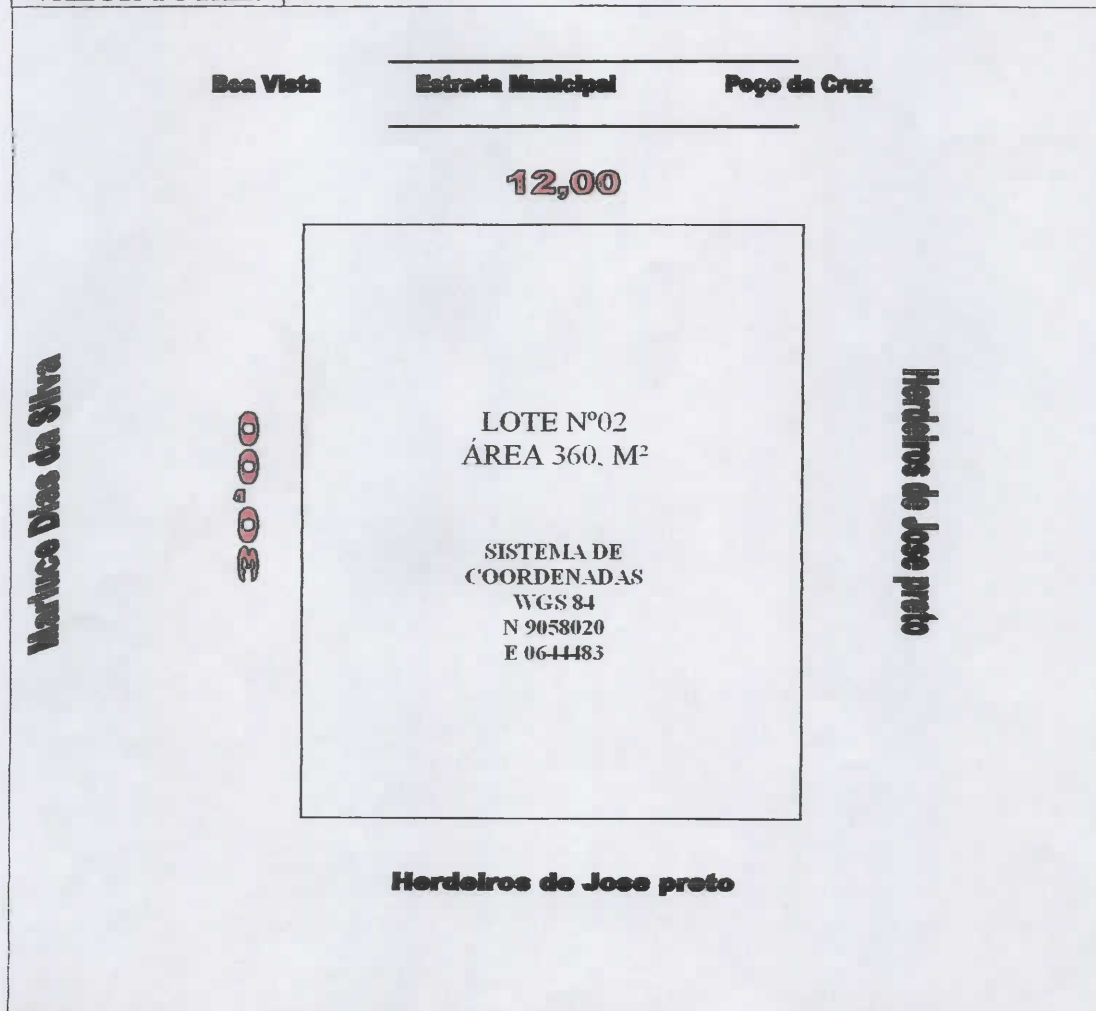 Boa Vista Estrada Municipal Poço da Cruz
12,00
Marluce Dias da Silva
30,00
LOTE Nº02
ÁREA 360. M²
SISTEMA DE
COORDENADAS
WGS 84
N 9058020
E 0644483
Herdeiros de Jose preto
Herdeiros de Jose preto